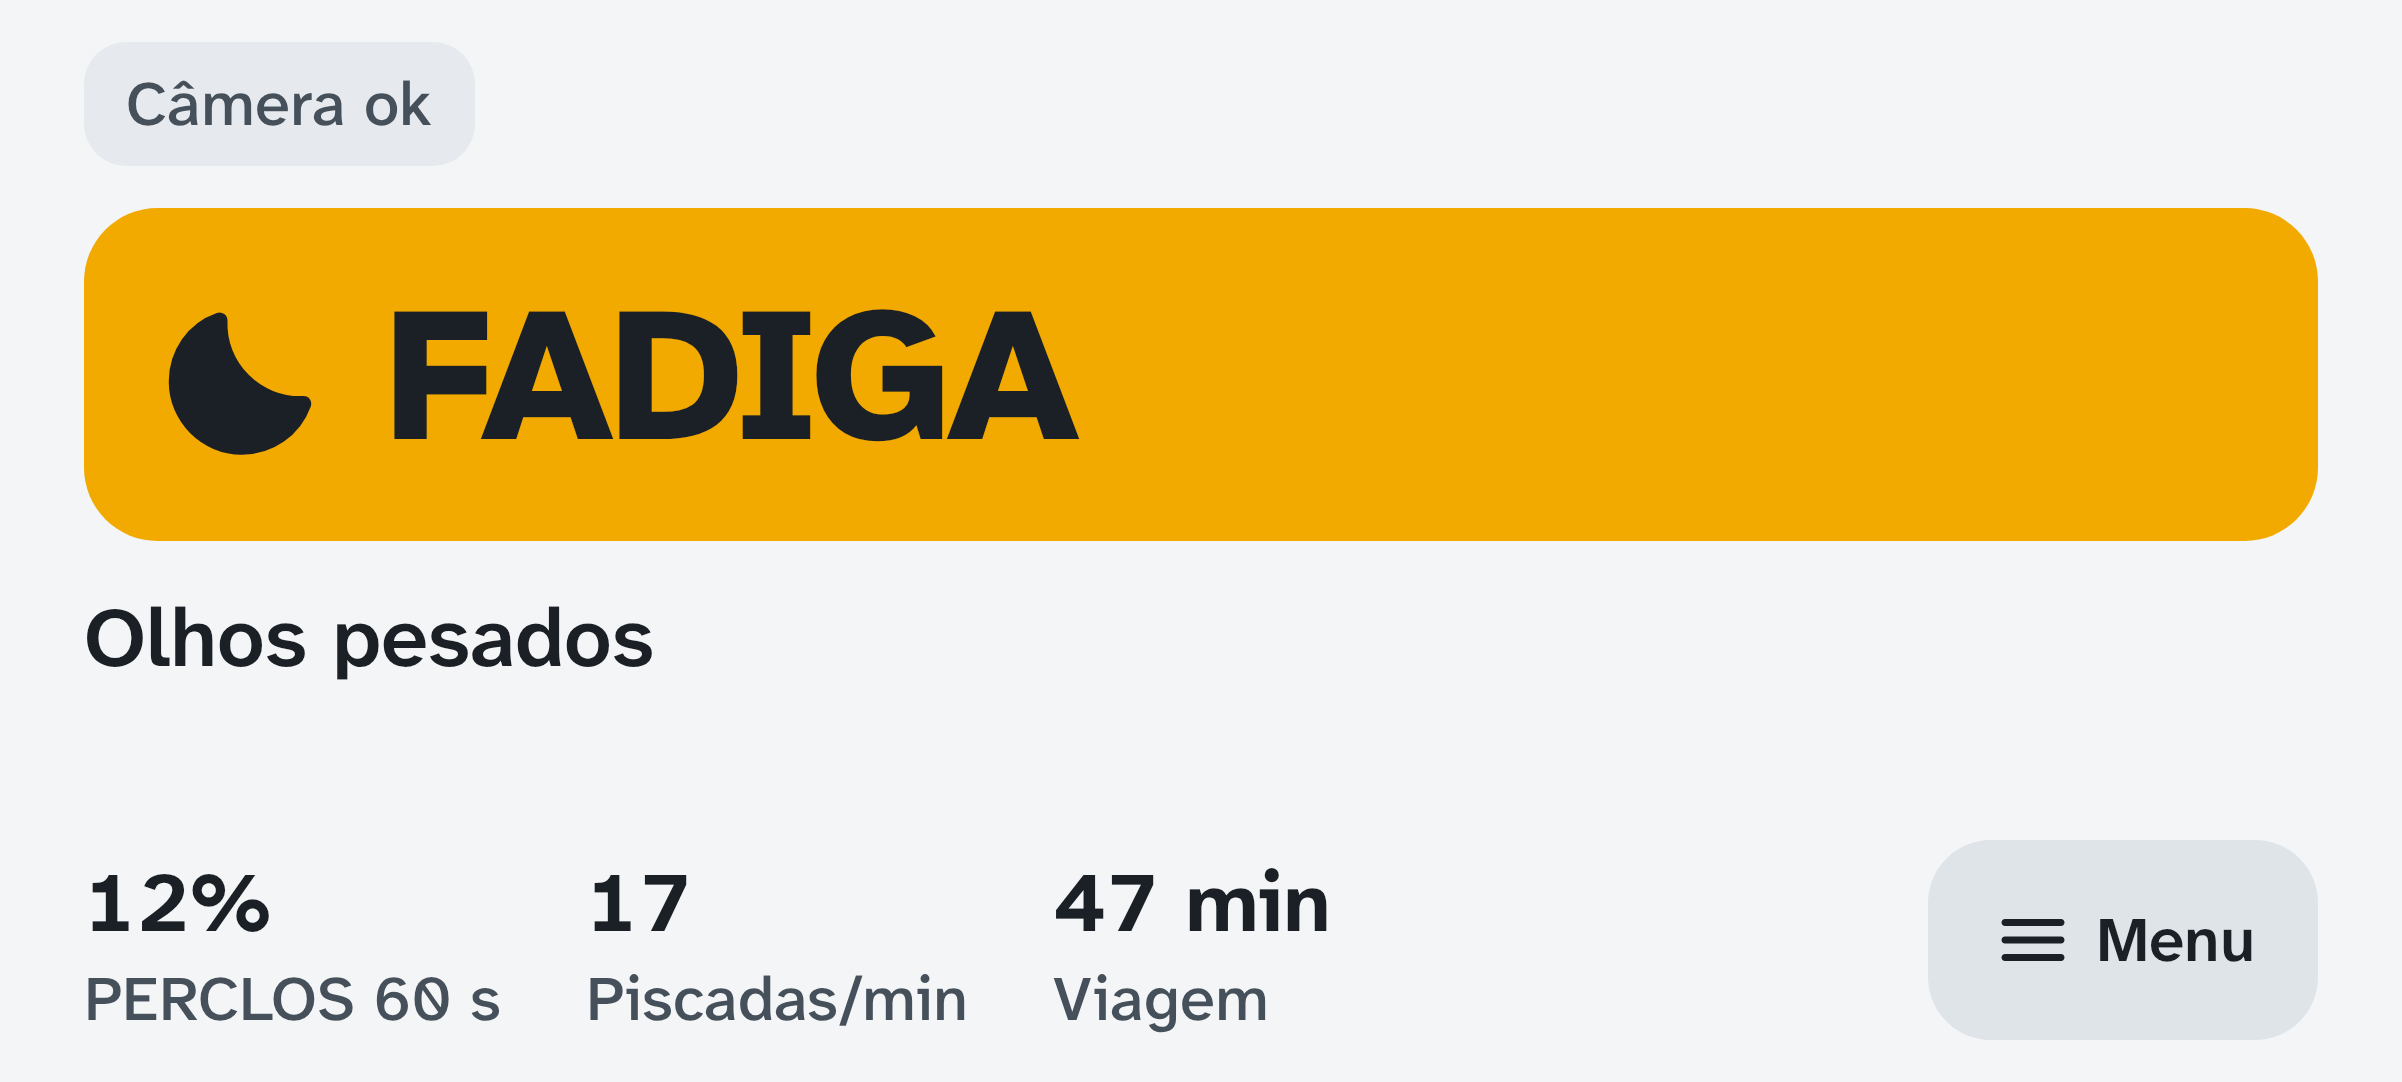 Câmera ok
FADIGA
Olhos pesados
12%
PERCLOS 60 s
17
Piscadas/min
47 min
Viagem
Menu